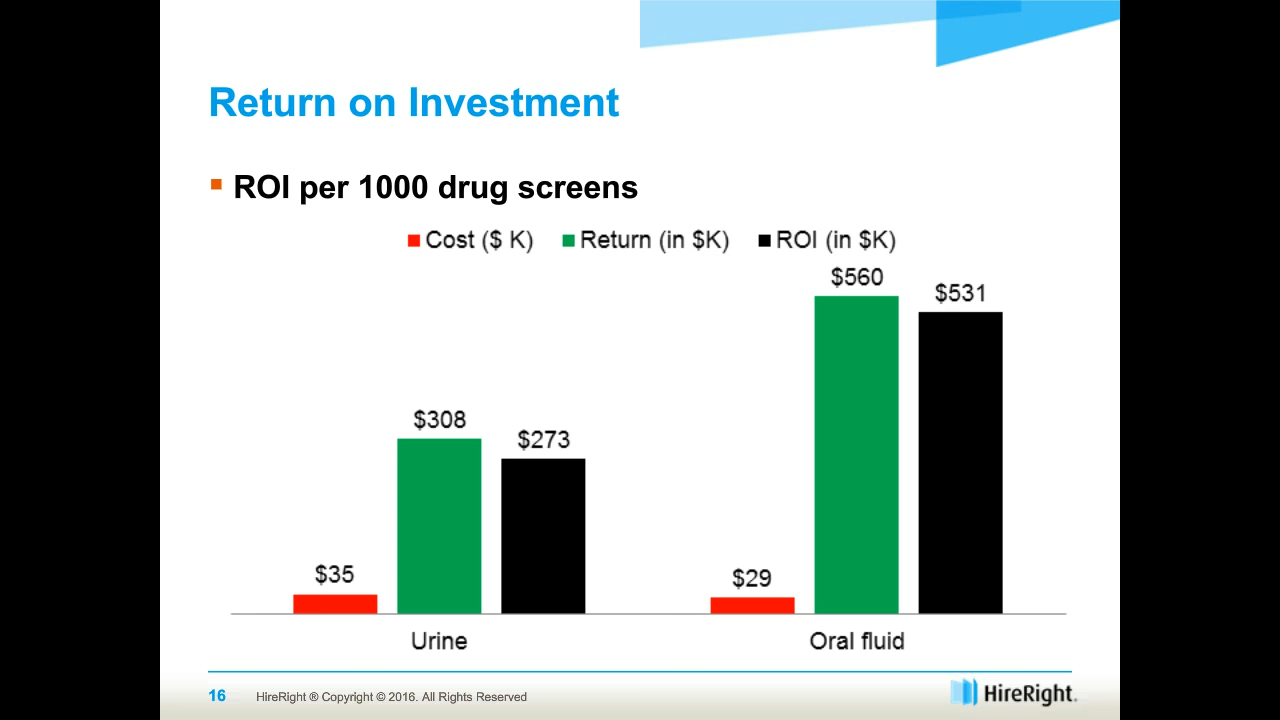 Return on Investment
ROI per 1000 drug screens
Cost ($ K) Return (in $K) ROI (in $K)
$560
$531
$308
$273
$35
$29
Urine Oral fluid
16 HireRight ® Copyright © 2016. All Rights Reserved
HireRight.